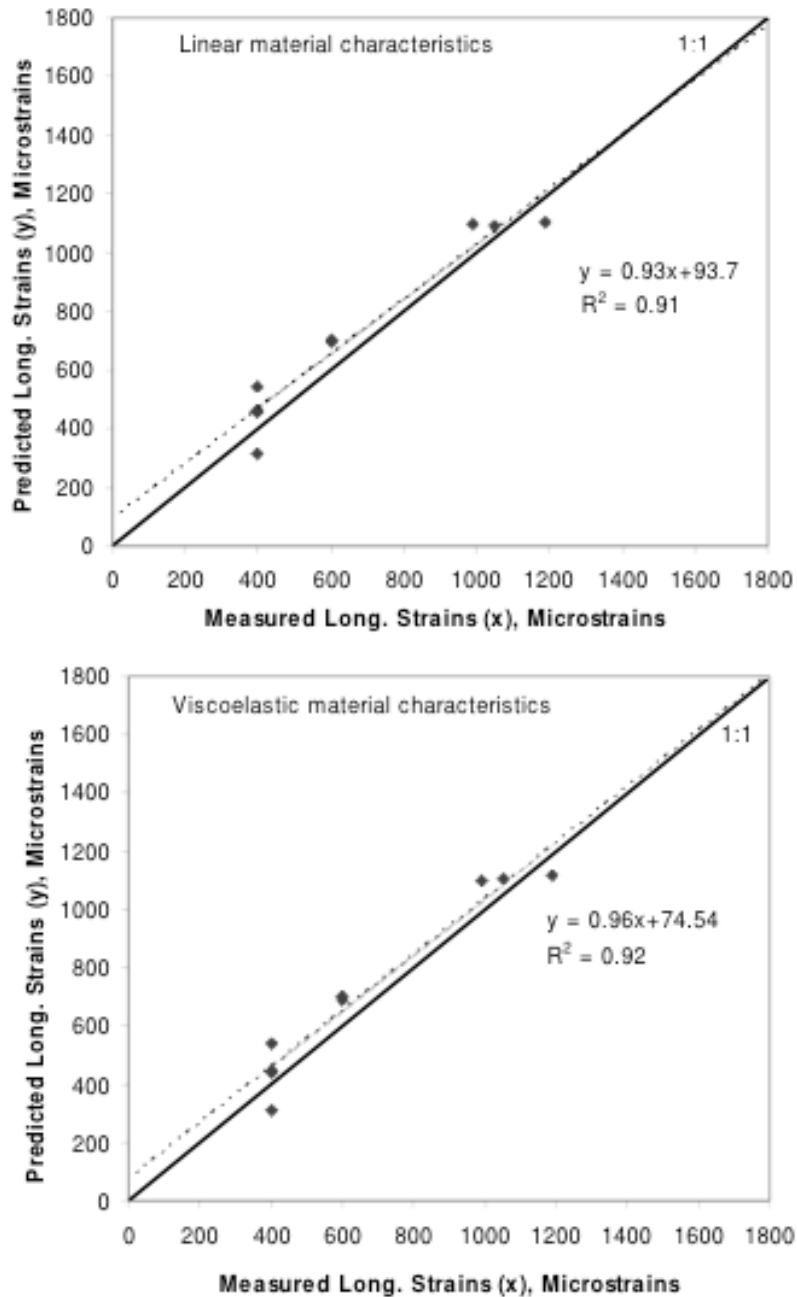 1800
Linear material characteristics
1:1
1600
1400
1200
1000
y = 0.93x+93.7
R² = 0.91
800
600
400
200
0
Predicted Long. Strains (y), Microstrains
0 200 400 600 800 1000 1200 1400 1600 1800
Measured Long. Strains (x), Microstrains
1800
Viscoelastic material characteristics
1:1
1600
1400
1200
1000
y = 0.96x+74.54
R² = 0.92
800
600
400
200
0
Predicted Long. Strains (y), Microstrains
0 200 400 600 800 1000 1200 1400 1600 1800
Measured Long. Strains (x), Microstrains